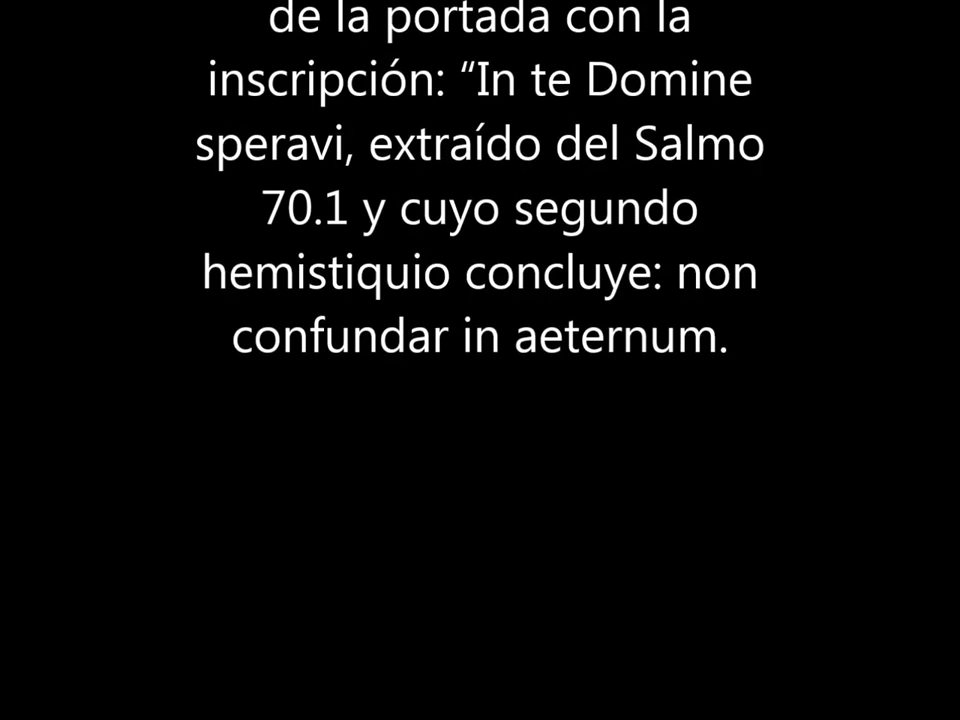 de la portada con la
inscripción: “In te Domine
speravi, extraído del Salmo
70.1 y cuyo segundo
hemistiquio concluye: non
confundar in aeternum.